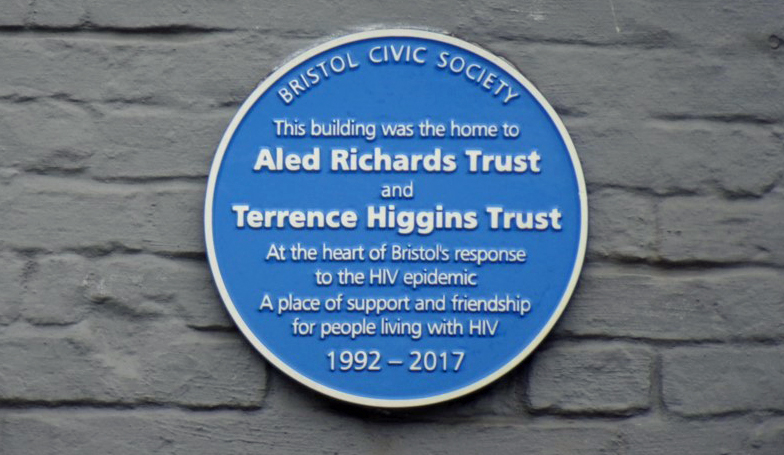 BRISTOL CIVIC SOCIETY
This building was the home to
Aled Richards Trust
and
Terrence Higgins Trust
At the heart of Bristol's response
to the HIV epidemic
A place of support and friendship
for people living with HIV
1992 – 2017